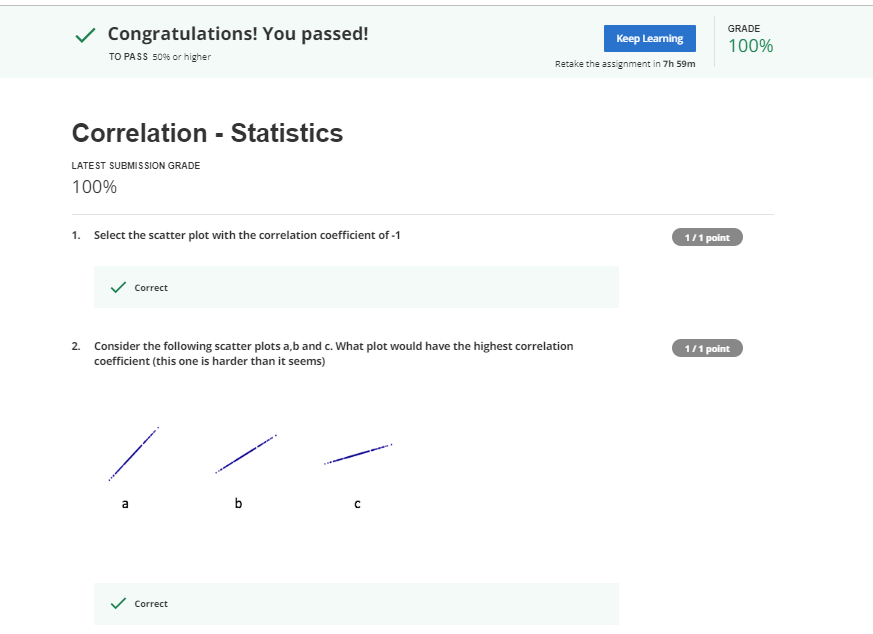 Congratulations! You passed!
TO PASS 50% or higher
Keep Learning
Retake the assignment in 7h 59m
GRADE
100%
Correlation - Statistics
LATEST SUBMISSION GRADE
100%
1. Select the scatter plot with the correlation coefficient of -1
1 / 1 point
Correct
2. Consider the following scatter plots a,b and c. What plot would have the highest correlation
coefficient (this one is harder than it seems)
1 / 1 point
a b c
Correct